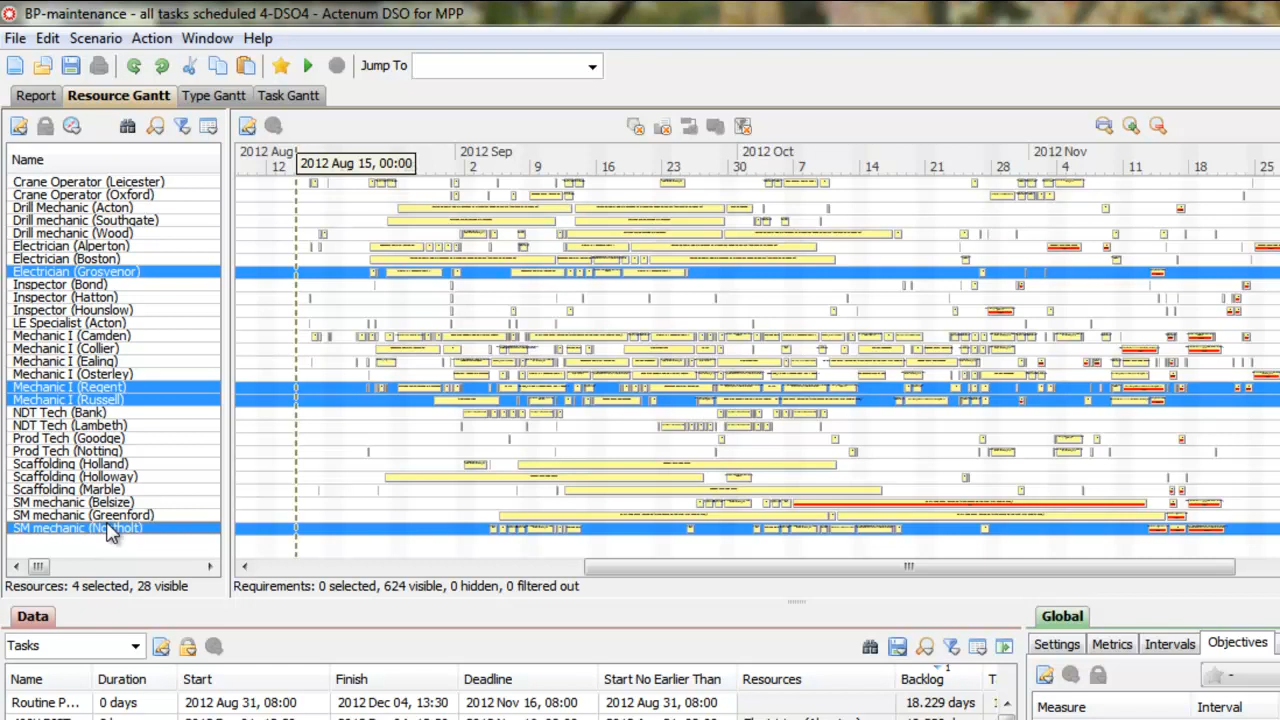 BP-maintenance - all tasks scheduled 4-DSO4 - Actenum DSO for MPP
File Edit Scenario Action Window Help
Jump To
Report Resource Gantt Type Gantt Task Gantt
Name
2012 Aug 2012 Sep 2012 Oct 2012 Nov
2012 Aug 15, 00:00
12 2 9 16 23 30 7 14 21 28 4 11 18 25
Crane Operator (Leicester)
Crane Operator (Oxford)
Drill Mechanic (Acton)
Drill mechanic (Southgate)
Drill mechanic (Wood)
Electrician (Alperton)
Electrician (Boston)
Electrician (Grosvenor)
Inspector (Bond)
Inspector (Hatton)
Inspector (Hounslow)
LE Specialist (Acton)
Mechanic I (Camden)
Mechanic I (Collier)
Mechanic I (Ealing)
Mechanic I (Osterley)
Mechanic I (Regent)
Mechanic I (Russell)
NDT Tech (Bank)
NDT Tech (Lambeth)
Prod Tech (Goodge)
Prod Tech (Notting)
Scaffolding (Holland)
Scaffolding (Holloway)
Scaffolding (Marble)
SM mechanic (Belsize)
SM mechanic (Greenford)
SM mechanic (Northolt)
Resources: 4 selected, 28 visible
Requirements: 0 selected, 624 visible, 0 hidden, 0 filtered out
Data
Global
Tasks
Settings Metrics Intervals Objectives
Name Duration Start Finish Deadline Start No Earlier Than Resources Backlog 1 T
Routine P... 0 days 2012 Aug 31, 08:00 2012 Dec 04, 13:30 2012 Nov 16, 08:00 2012 Aug 31, 08:00 18.229 days
Measure Interval